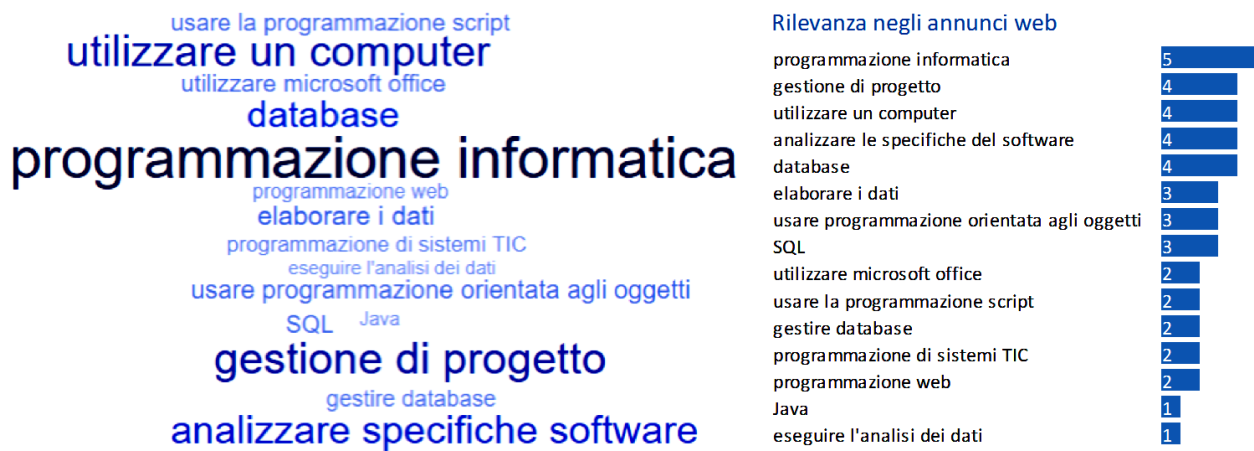 usare la programmazione script
utilizzare un computer
utilizzare microsoft office
database
programmazione informatica
programmazione web
elaborare i dati
programmazione di sistemi TIC
eseguire l'analisi dei dati
usare programmazione orientata agli oggetti
SQL Java
gestione di progetto
gestire database
analizzare specifiche software
Rilevanza negli annunci web
programmazione informatica 5
gestione di progetto 4
utilizzare un computer 4
analizzare le specifiche del software 4
database 4
elaborare i dati 3
usare programmazione orientata agli oggetti 3
SQL 3
utilizzare microsoft office 2
usare la programmazione script 2
gestire database 2
programmazione di sistemi TIC 2
programmazione web 2
Java 1
eseguire l'analisi dei dati 1